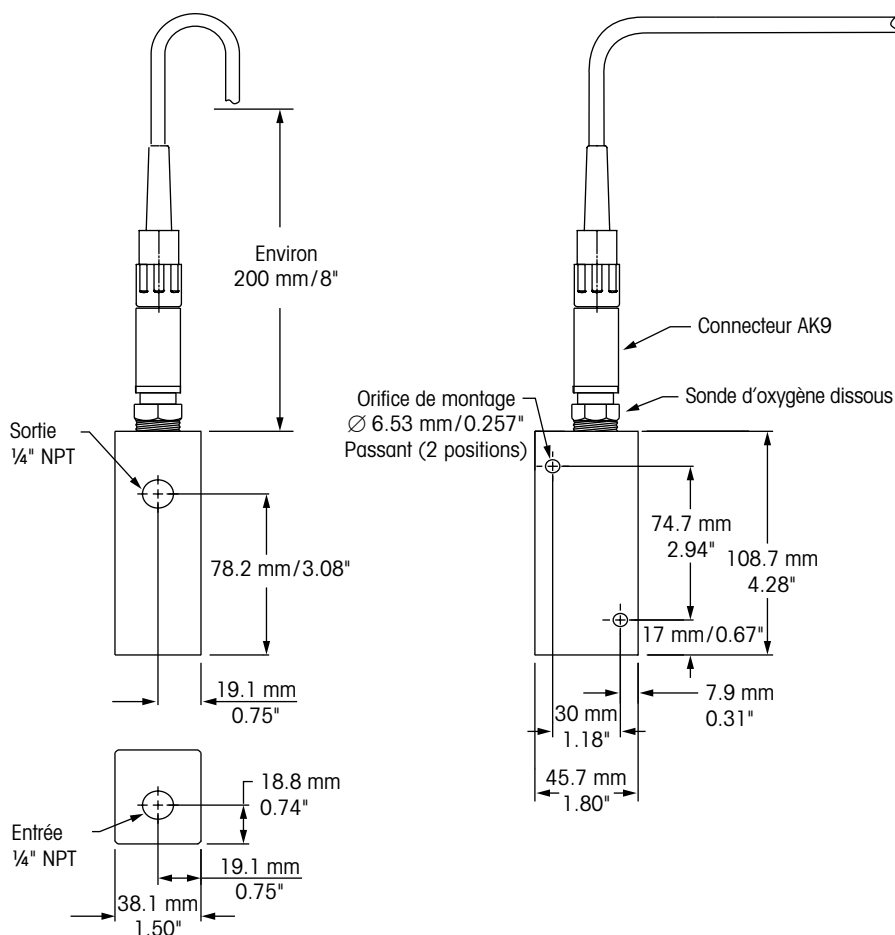 Environ
200 mm/8"
Sortie
¼" NPT
78.2 mm/3.08"
19.1 mm
0.75"
18.8 mm
0.74"
Entrée
¼" NPT
19.1 mm
0.75"
38.1 mm
1.50"
Connecteur AK9
Orifice de montage
∅ 6.53 mm/0.257"
Passant (2 positions)
Sonde d'oxygène dissous
74.7 mm
2.94"
108.7 mm
4.28"
17 mm/0.67"
7.9 mm
0.31"
30 mm
1.18"
45.7 mm
1.80"